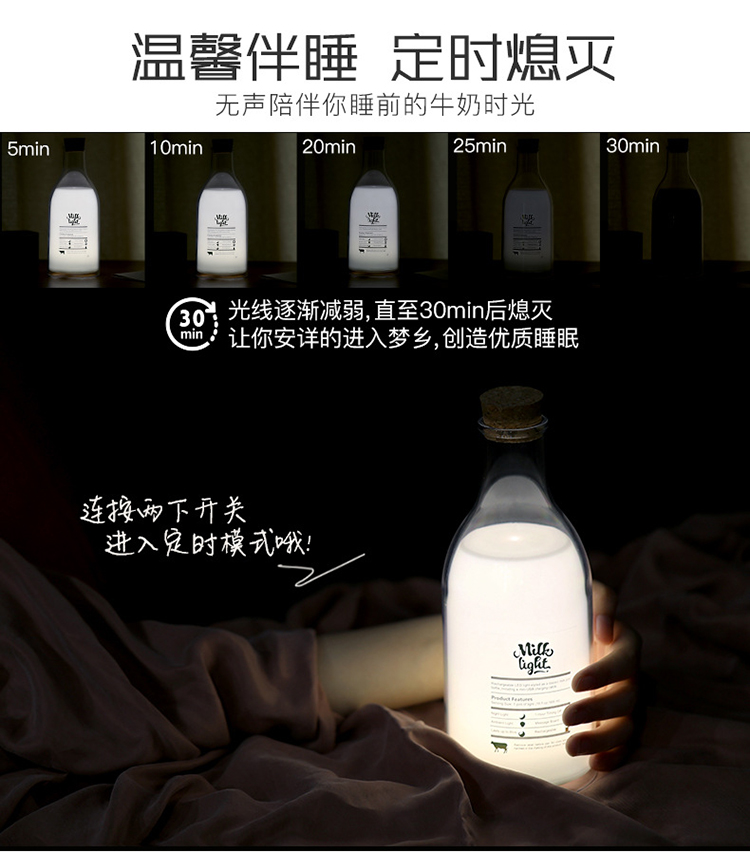 温馨伴睡 定时熄灭
无声陪伴你睡前的牛奶时光
5min 10min 20min 25min 30min
30 min
光线逐渐减弱,直至30min后熄灭
让你安详的进入梦乡,创造优质睡眠
连按两下开关
进入定时模式哦!
Milk
light
Product Features